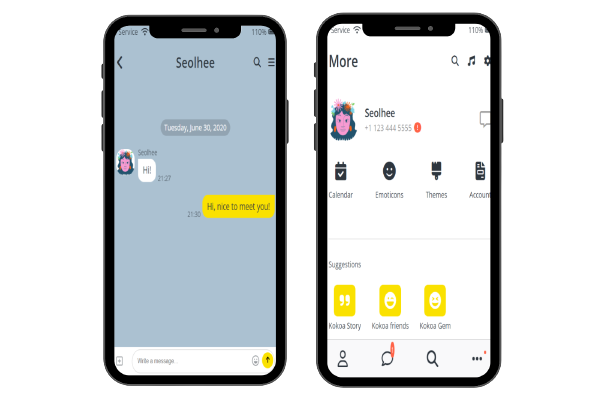 Service
110%
Seolhee
Tuesday, June 30, 2020
Seolhee
Hi!
21:27
Hi, nice to meet you!
21:30
Write a message...
Service
110%
More
Seolhee
+1 123 444 5555 !
Calendar
Emoticons
Themes
Account
Suggestions
Kokoa Story
Kokoa friends
Kokoa Gem